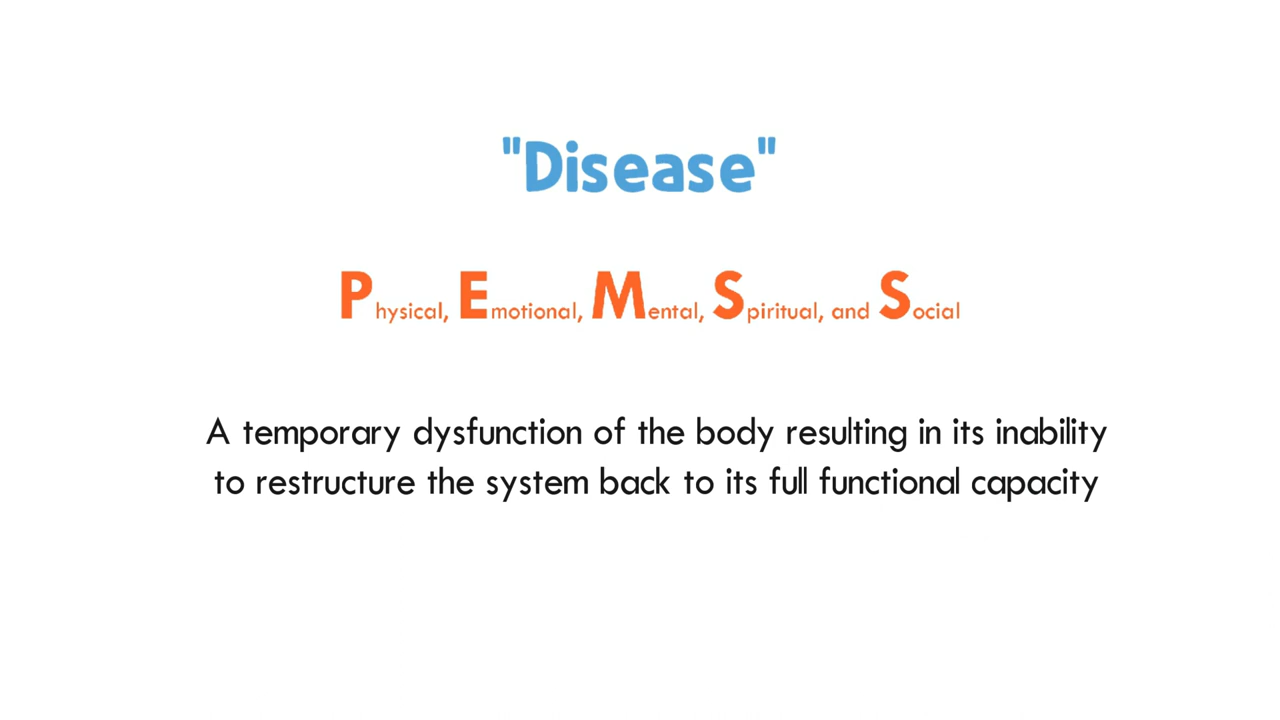 "Disease"
Physical, Emotional, Mental, Spiritual, and Social
A temporary dysfunction of the body resulting in its inability
to restructure the system back to its full functional capacity